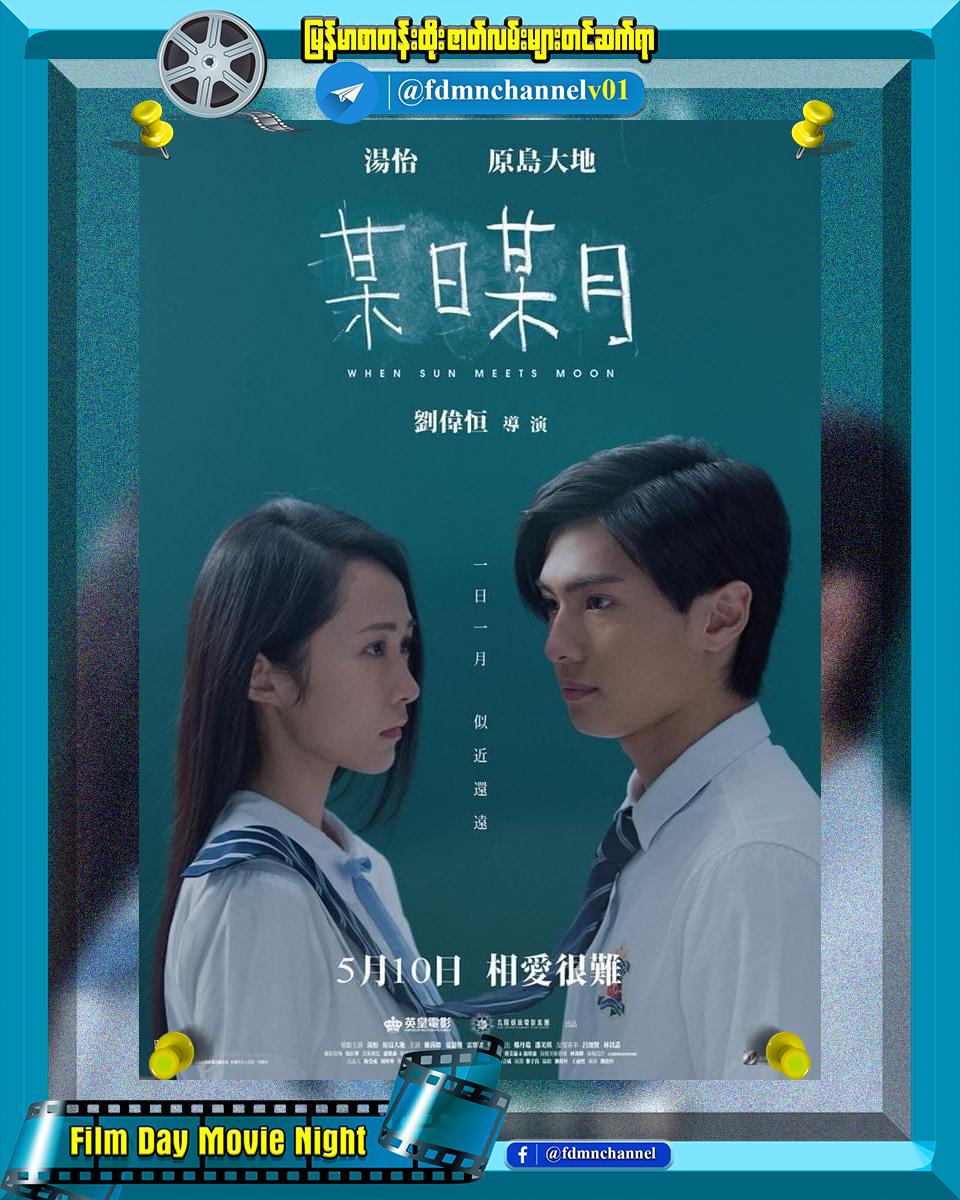 မြန်မာစာတန်းထိုးဇာတ်လမ်းများတင်ဆက်ရာ
@fdmnchannelv01
湯怡 原島大地
某日某月
WHEN SUN MEETS MOON
劉偉恒 導演
一日一月 似近還遠
5月10日 相愛很難
英皇電影
Film Day Movie Night
@fdmnchannel